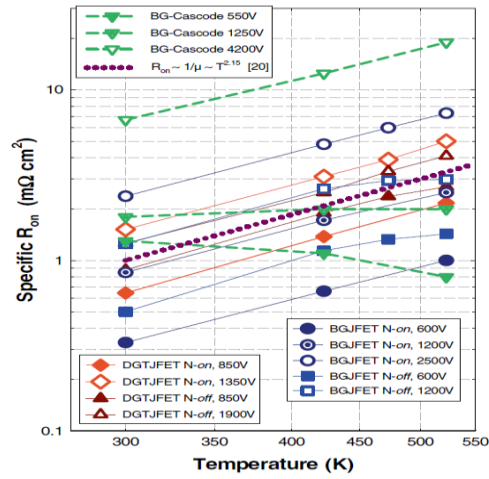 BG-Cascode 550V
BG-Cascode 1250V
BG-Cascode 4200V
Rₒₙ ~ 1/μ ~ T²·¹⁵ [20]
10
1
0.1
Specific Rₒₙ (mΩ cm²)
DGTJFET N-on, 850V
DGTJFET N-on, 1350V
DGTJFET N-off, 850V
DGTJFET N-off, 1900V
BGJFET N-on, 600V
BGJFET N-on, 1200V
BGJFET N-on, 2500V
BGJFET N-off, 600V
BGJFET N-off, 1200V
300 350 400 450 500 550
Temperature (K)